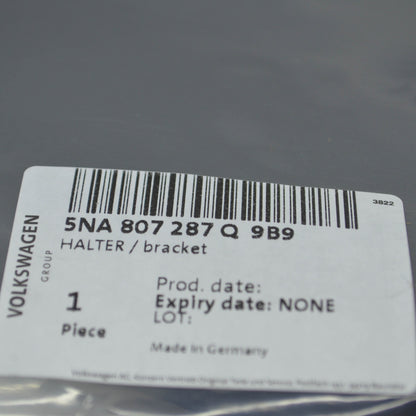 3822
5NA 807 287 Q 9B9
HALTER / bracket
VOLKSWAGEN
GROUP
1
Piece
Prod. date:
Expiry date: NONE
LOT:
Made in Germany